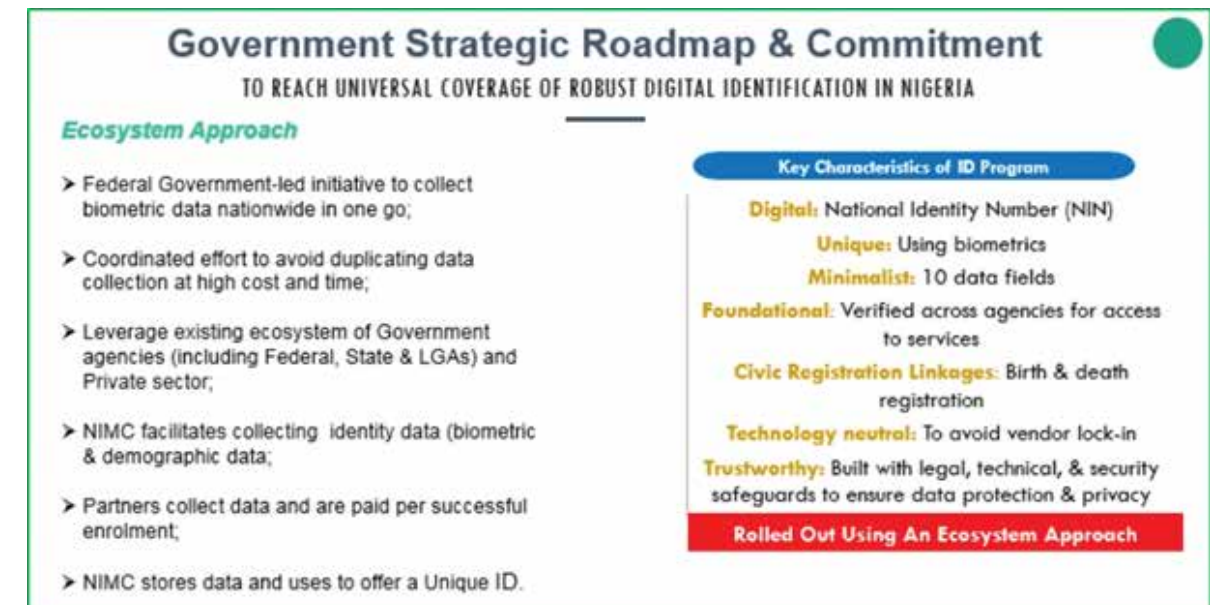 Government Strategic Roadmap & Commitment
TO REACH UNIVERSAL COVERAGE OF ROBUST DIGITAL IDENTIFICATION IN NIGERIA
Ecosystem Approach
➤ Federal Government-led initiative to collect
biometric data nationwide in one go;
➤ Coordinated effort to avoid duplicating data
collection at high cost and time;
➤ Leverage existing ecosystem of Government
agencies (including Federal, State & LGAs) and
Private sector;
➤ NIMC facilitates collecting identity data (biometric
& demographic data;
➤ Partners collect data and are paid per successful
enrolment;
➤ NIMC stores data and uses to offer a Unique ID.
Key Characteristics of ID Program
Digital: National Identity Number (NIN)
Unique: Using biometrics
Minimalist: 10 data fields
Foundational: Verified across agencies for access
to services
Civic Registration Linkages: Birth & death
registration
Technology neutral: To avoid vendor lock-in
Trustworthy: Built with legal, technical, & security
safeguards to ensure data protection & privacy
Rolled Out Using An Ecosystem Approach